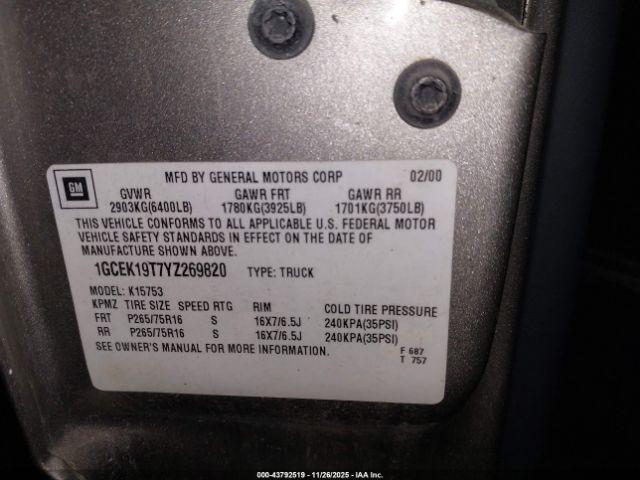 GM
MFD BY GENERAL MOTORS CORP 02/00
GVWR GAWR FRT GAWR RR
2903KG(6400LB) 1780KG(3925LB) 1701KG(3750LB)
THIS VEHICLE CONFORMS TO ALL APPLICABLE U.S. FEDERAL MOTOR
VEHICLE SAFETY STANDARDS IN EFFECT ON THE DATE OF
MANUFACTURE SHOWN ABOVE.
1GCEK19T7YZ269820 TYPE: TRUCK
MODEL: K15753
KPMZ TIRE SIZE SPEED RTG RIM COLD TIRE PRESSURE
FRT P265/75R16 S 16X7/6.5J 240KPA(35PSI)
RR P265/75R16 S 16X7/6.5J 240KPA(35PSI)
SEE OWNER'S MANUAL FOR MORE INFORMATION.
F 687
T 757
000-43792519 | 11/26/2025 — IAA Inc.